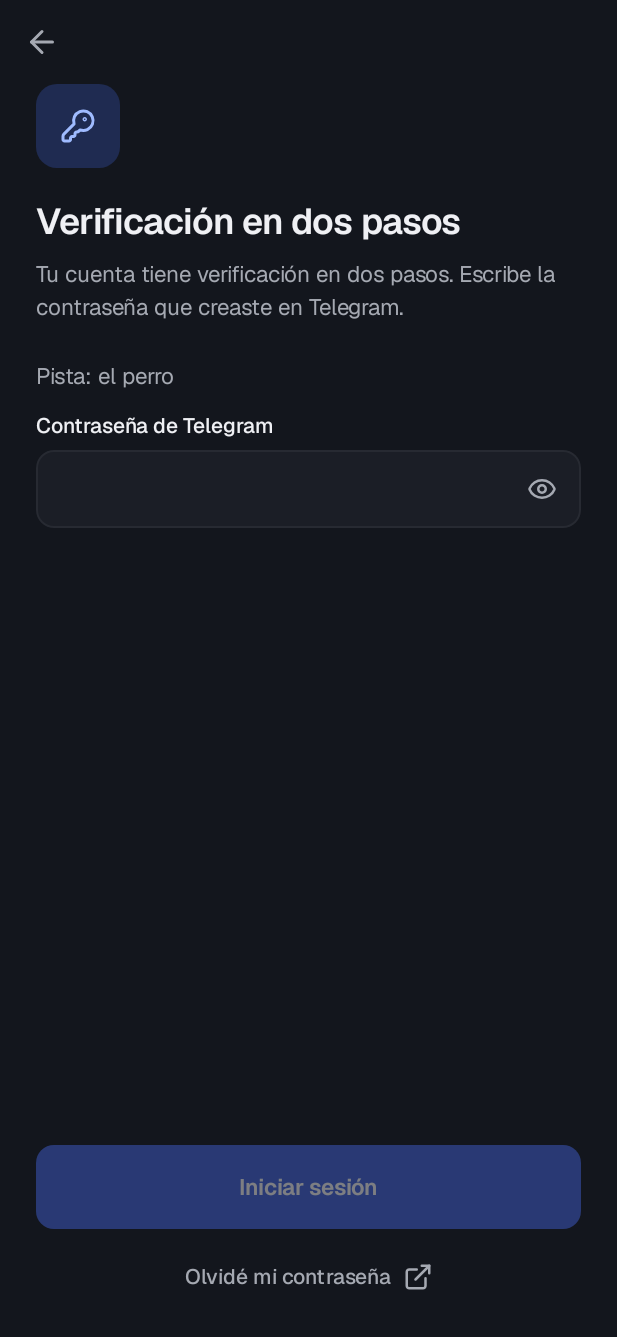 Verificación en dos pasos
Tu cuenta tiene verificación en dos pasos. Escribe la
contraseña que creaste en Telegram.
Pista: el perro
Contraseña de Telegram
Iniciar sesión
Olvidé mi contraseña